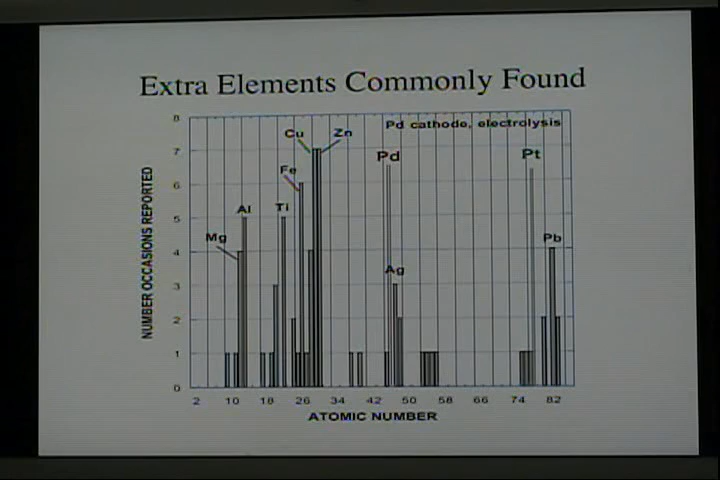 Extra Elements Commonly Found
Pd cathode, electrolysis
Cu Zn
Pd Pt
Fe
Al Ti
Mg Pb
Ag
NUMBER OCCASIONS REPORTED
8
7
6
5
4
3
2
1
0
2 10 18 26 34 42 50 58 66 74 82
ATOMIC NUMBER